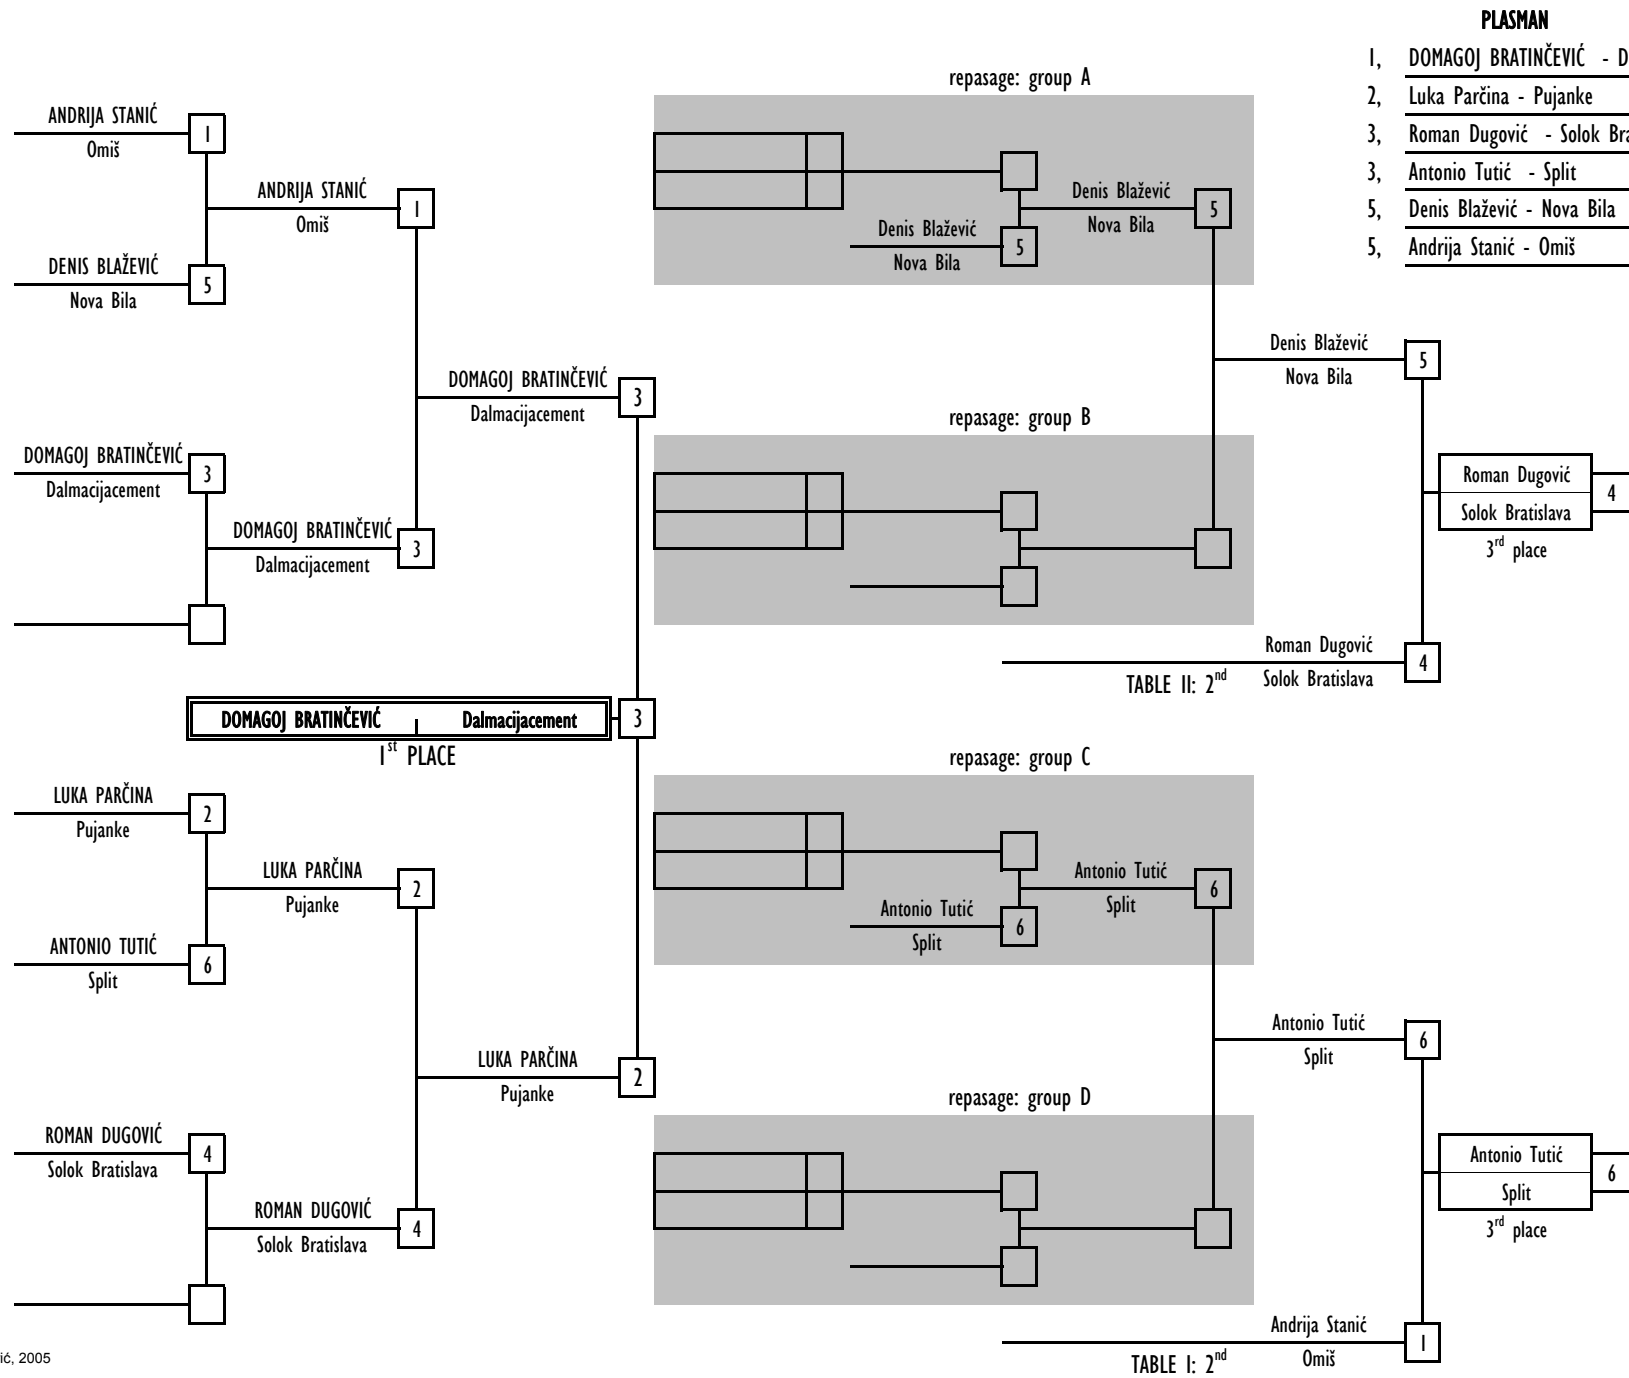 PLASMAN
1, DOMAGOJ BRATINČEVIĆ - D
2, Luka Parčina - Pujanke
3, Roman Dugović - Solok Bra
3, Antonio Tutić - Split
5, Denis Blažević - Nova Bila
5, Andrija Stanić - Omiš
ANDRIJA STANIĆ
1
Omiš
ANDRIJA STANIĆ
1
Omiš
DENIS BLAŽEVIĆ
5
Nova Bila
DOMAGOJ BRATINČEVIĆ
3
Dalmacijacement
DOMAGOJ BRATINČEVIĆ
3
Dalmacijacement
DOMAGOJ BRATINČEVIĆ
3
Dalmacijacement
DOMAGOJ BRATINČEVIĆ Dalmacijacement
3
1st PLACE
LUKA PARČINA
2
Pujanke
LUKA PARČINA
2
Pujanke
ANTONIO TUTIĆ
6
Split
LUKA PARČINA
2
Pujanke
ROMAN DUGOVIĆ
4
Solok Bratislava
ROMAN DUGOVIĆ
4
Solok Bratislava
repasage: group A
Denis Blažević
5
Nova Bila
Denis Blažević
5
Nova Bila
Denis Blažević
5
Nova Bila
repasage: group B
Roman Dugović
4
Solok Bratislava
3rd place
Roman Dugović
4
Solok Bratislava
TABLE II: 2nd
repasage: group C
Antonio Tutić
6
Split
Antonio Tutić
6
Split
Antonio Tutić
6
Split
repasage: group D
Antonio Tutić
6
Split
3rd place
Andrija Stanić
1
Omiš
TABLE I: 2nd
ić, 2005